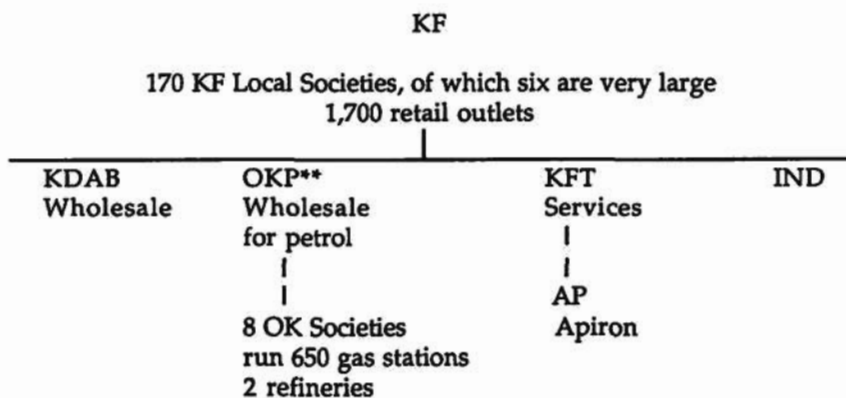 KF
170 KF Local Societies, of which six are very large
1,700 retail outlets
KDAB
Wholesale
OKP**
Wholesale
for petrol
8 OK Societies
run 650 gas stations
2 refineries
KFT
Services
AP
Apiron
IND